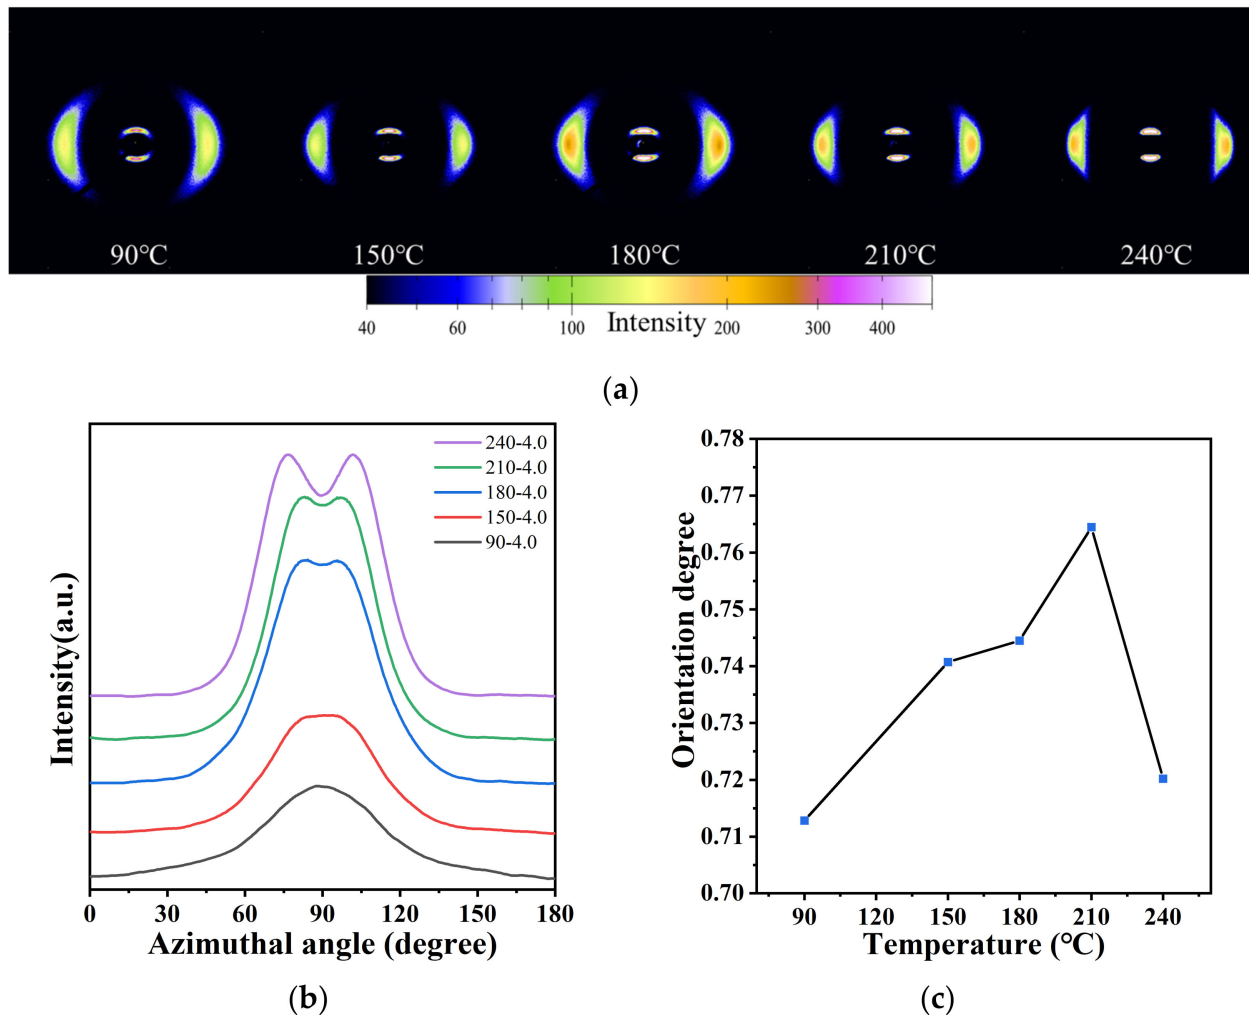 90℃ 150℃ 180℃ 210℃ 240℃
40 60 100 Intensity 200 300 400
(a)
240-4.0
210-4.0
180-4.0
150-4.0
90-4.0
Intensity(a.u.)
0 30 60 90 120 150 180
Azimuthal angle (degree)
(b)
0.78
0.77
0.76
0.75
0.74
0.73
0.72
0.71
0.70
Orientation degree
90 120 150 180 210 240
Temperature (℃)
(c)